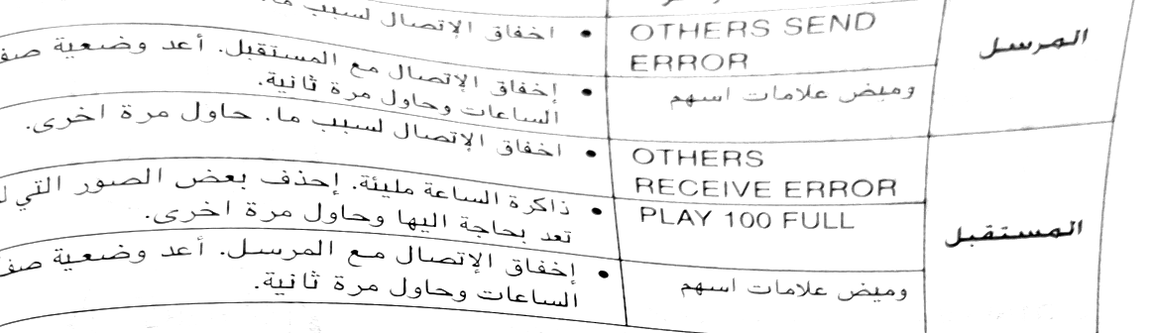 المرسل
OTHERS SEND
ERROR
• اخفاق الإتصال لسبب
وميض علامات اسهم
• إخفاق الإتصال مع المستقبل. أعد وضعية
الساعات وحاول مرة ثانية.
المستقبل
OTHERS
RECEIVE ERROR
• اخفاق الإتصال لسبب ما. حاول مرة اخرى.
PLAY 100 FULL
• ذاكرة الساعة مليئة. إحذف بعض الصور التي
تعد بحاجة اليها وحاول مرة اخرى.
وميض علامات اسهم
• إخفاق الإتصال مع المرسل. أعد وضعية
الساعات وحاول مرة ثانية.